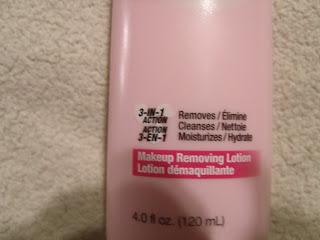 3-IN-1
ACTION
ACTION
3-EN-1
Removes / Élimine
Cleanses / Nettoie
Moisturizes / Hydrate
Makeup Removing Lotion
Lotion démaquillante
4.0 fl oz. (120 mL)